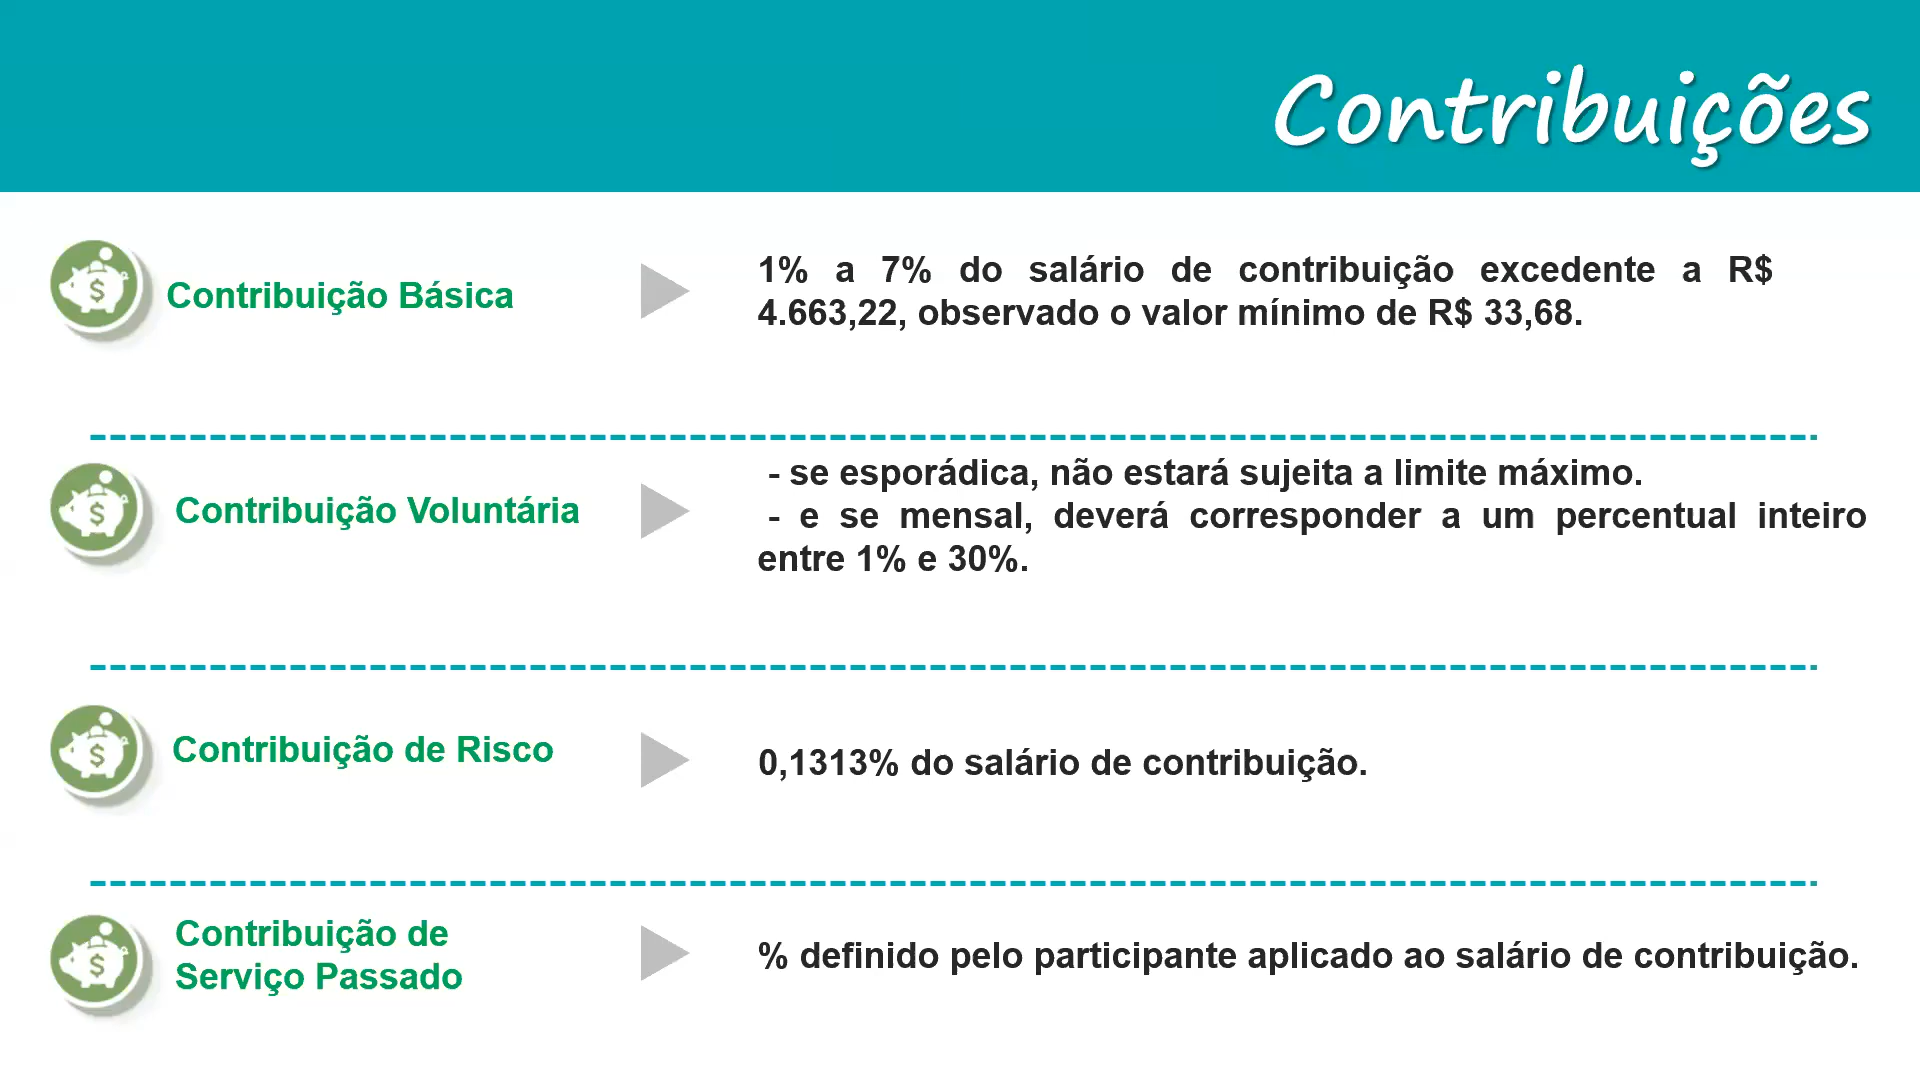 Contribuições
Contribuição Básica
1% a 7% do salário de contribuição excedente a R$
4.663,22, observado o valor mínimo de R$ 33,68.
Contribuição Voluntária
- se esporádica, não estará sujeita a limite máximo.
- e se mensal, deverá corresponder a um percentual inteiro
entre 1% e 30%.
Contribuição de Risco
0,1313% do salário de contribuição.
Contribuição de
Serviço Passado
% definido pelo participante aplicado ao salário de contribuição.